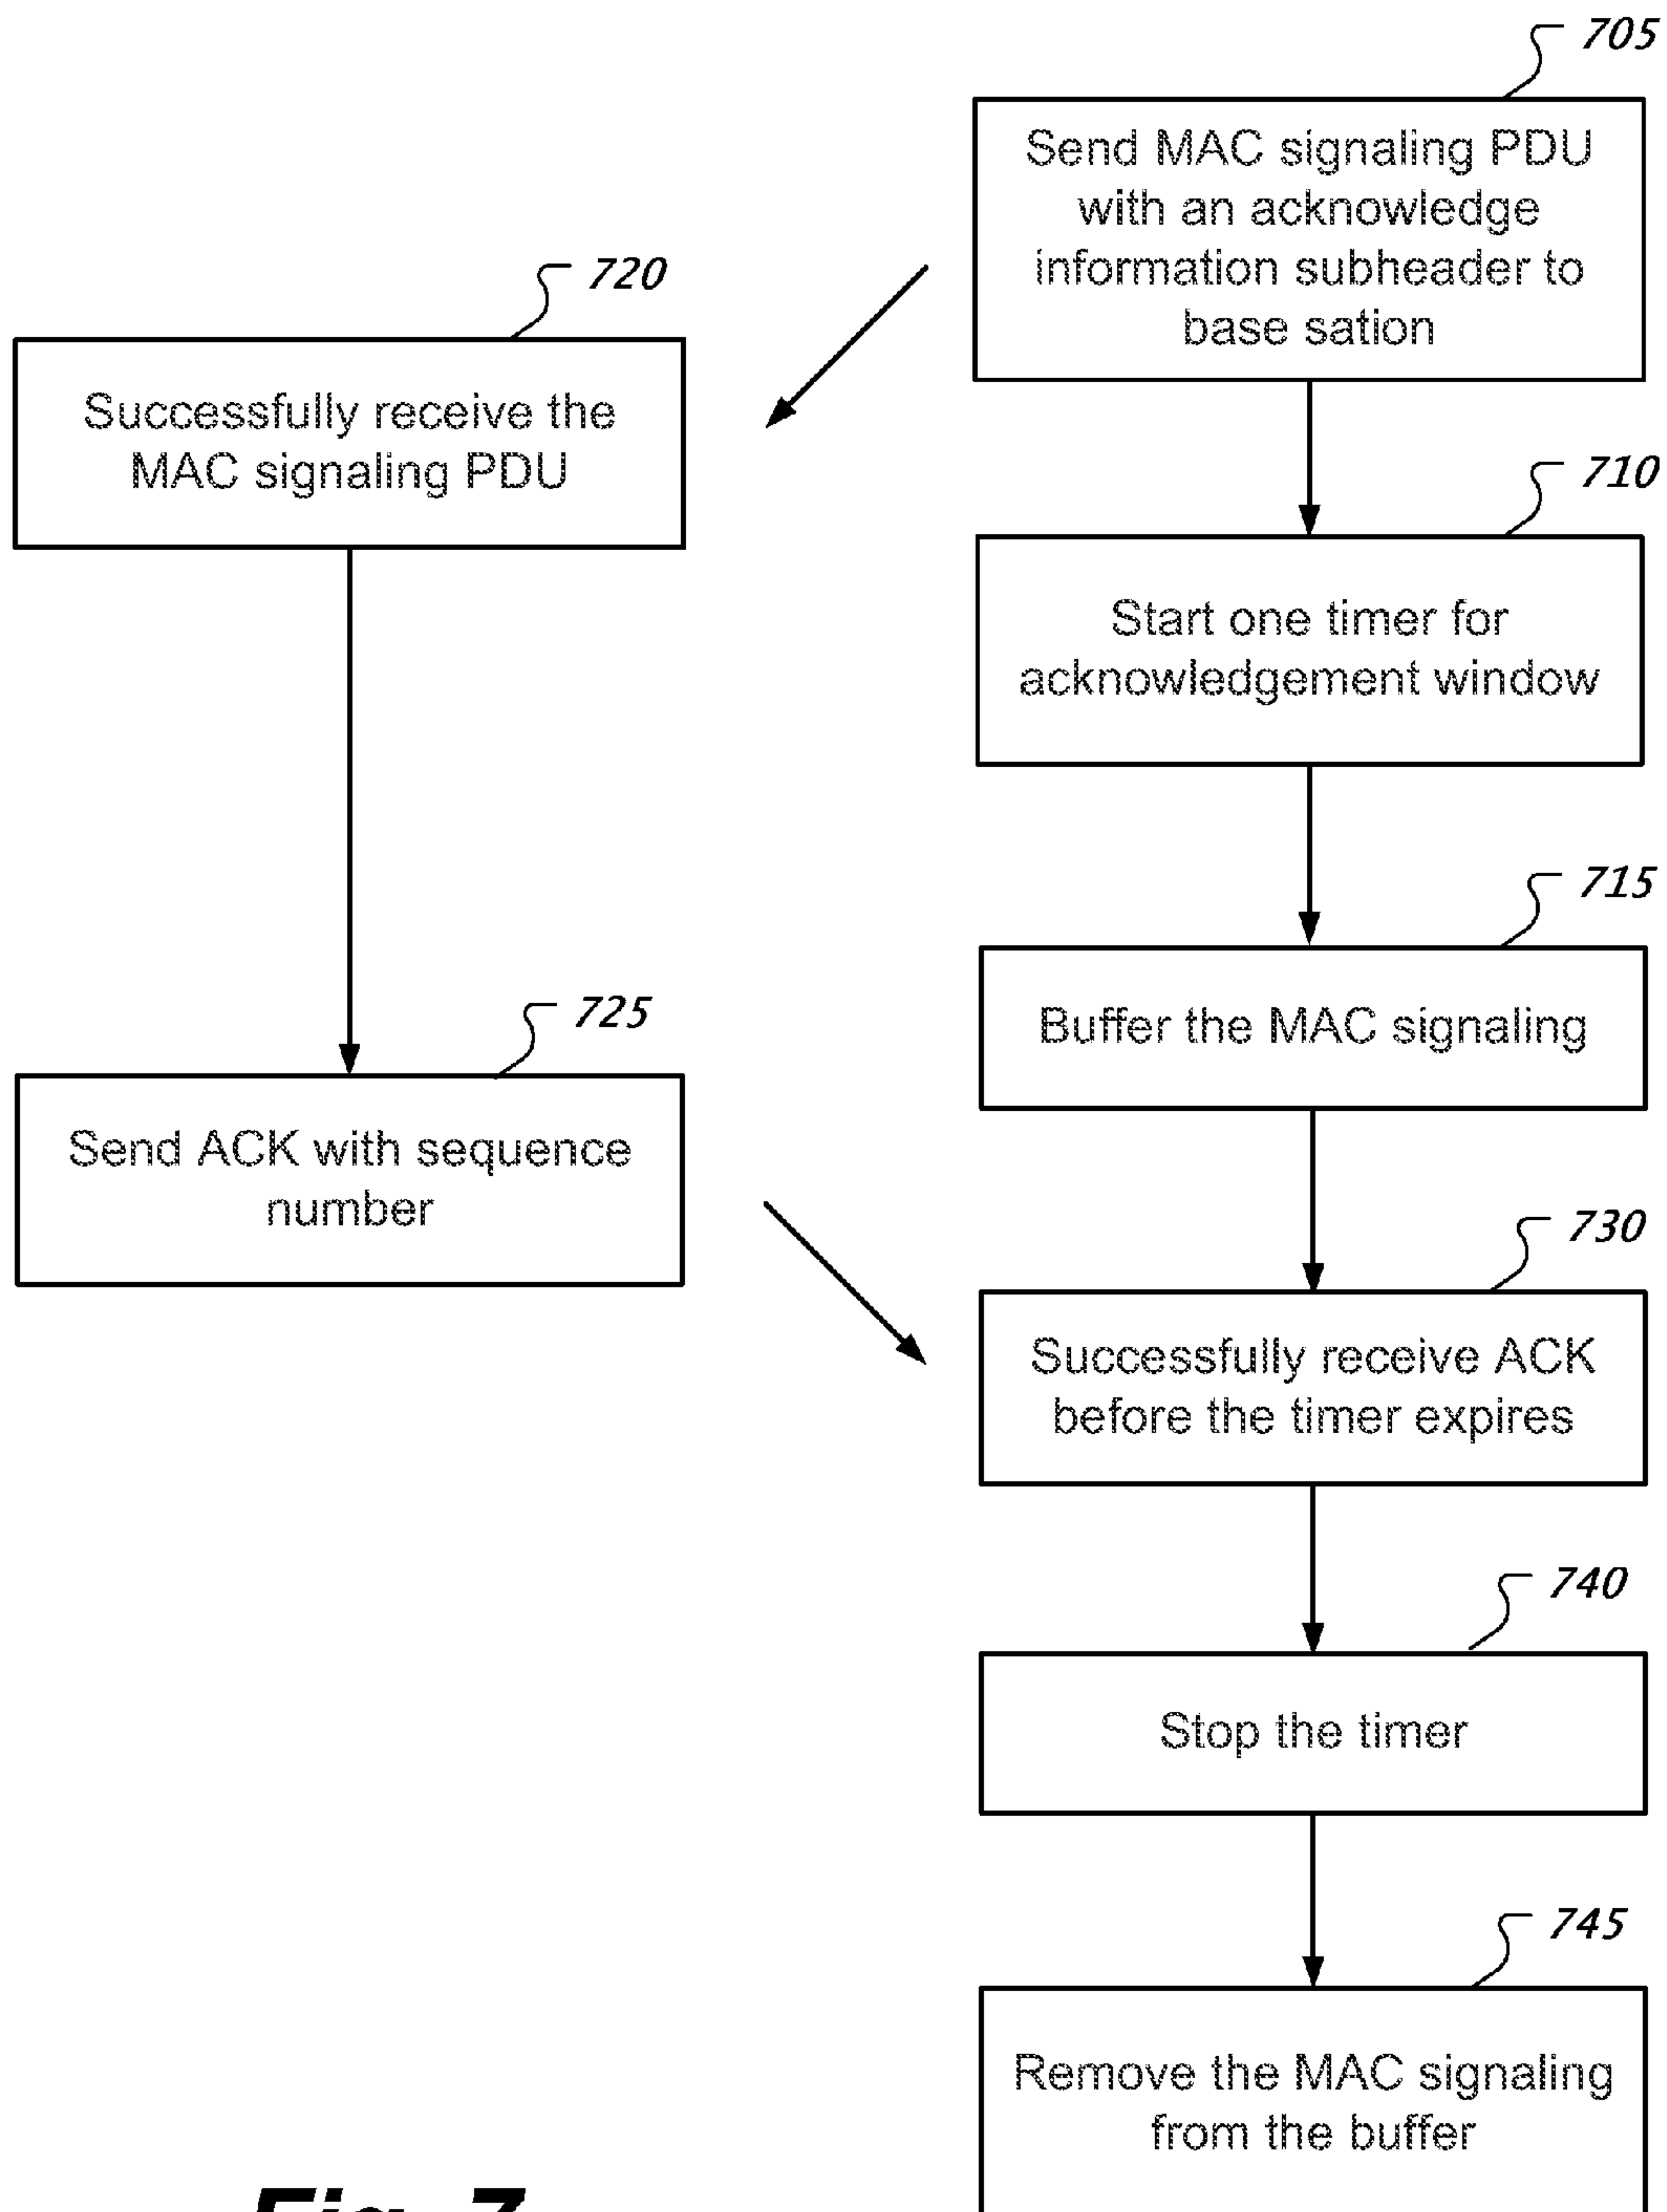 705
Send MAC signaling PDU
with an acknowledge
information subheader to
base sation
720
Successfully receive the
MAC signaling PDU
710
Start one timer for
acknowledgement window
715
Buffer the MAC signaling
725
Send ACK with sequence
number
730
Successfully receive ACK
before the timer expires
740
Stop the timer
745
Remove the MAC signaling
from the buffer
Fig. 7